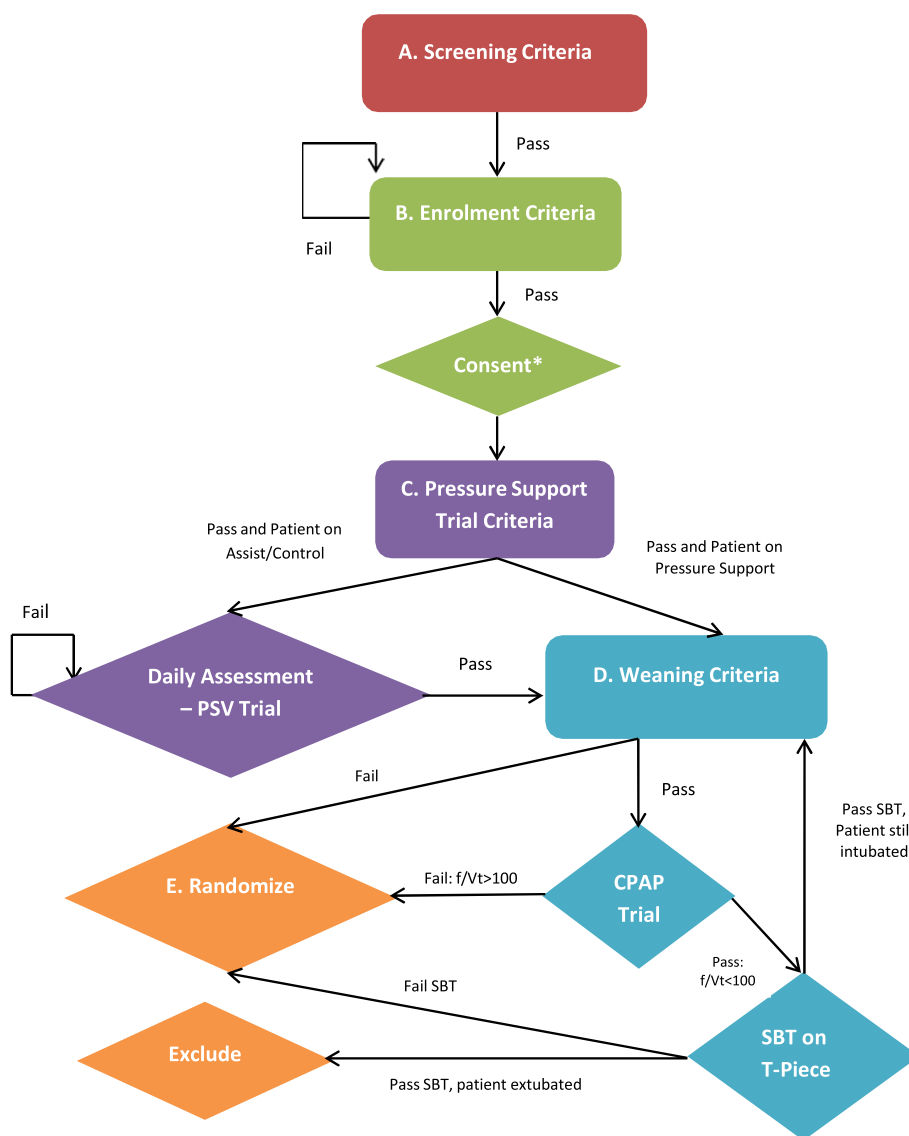 A. Screening Criteria
Pass
B. Enrolment Criteria
Fail
Pass
Consent*
C. Pressure Support
Trial Criteria
Pass and Patient on
Assist/Control
Pass and Patient on
Pressure Support
Fail
Daily Assessment
– PSV Trial
Pass
D. Weaning Criteria
Fail
Pass
Pass SBT,
Patient still
intubated
E. Randomize
Fail: f/Vt>100
CPAP
Trial
Pass:
f/Vt<100
Fail SBT
SBT on
T-Piece
Exclude
Pass SBT, patient extubated